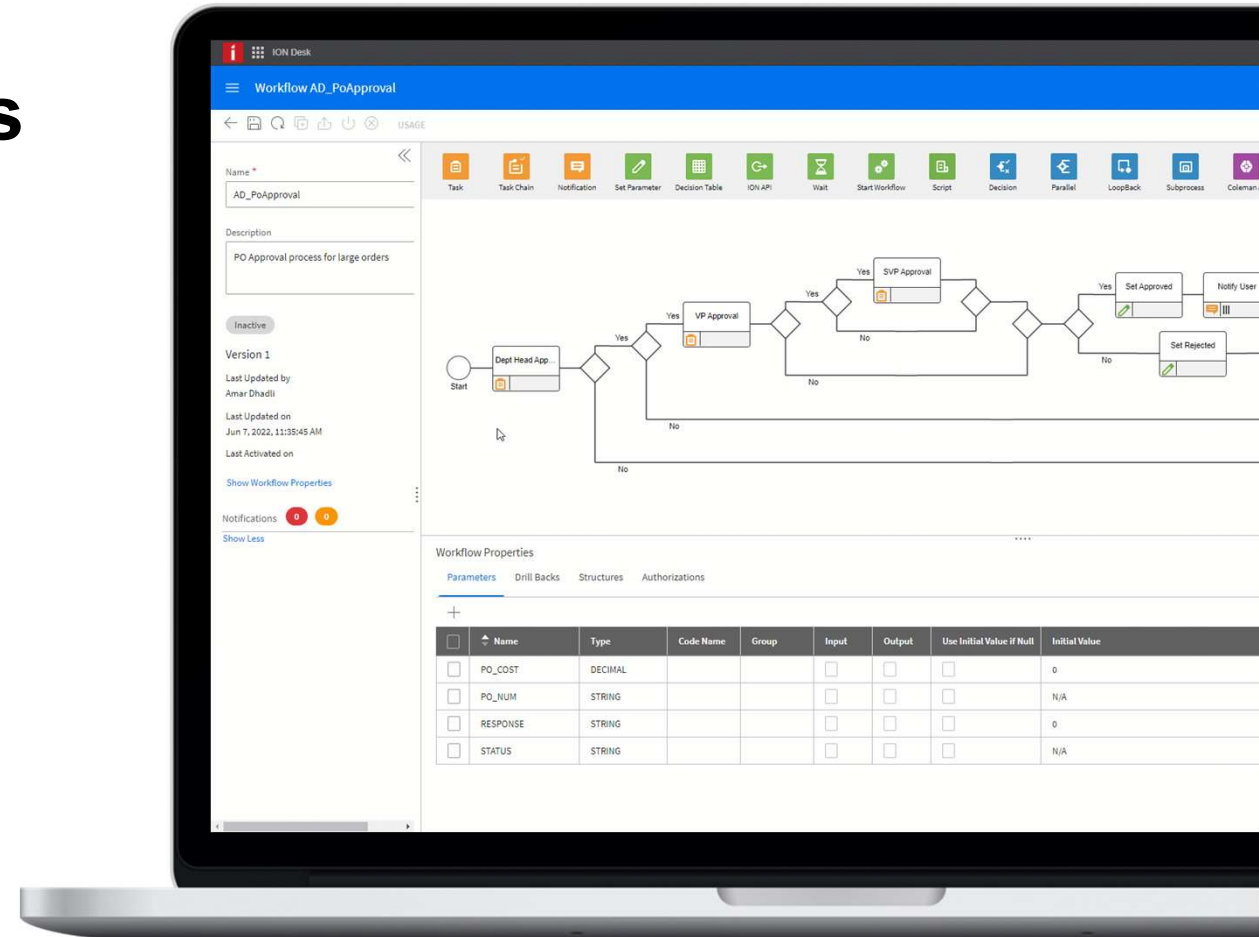 s
ION Desk
Workflow AD_PoApproval
USAGE
Name *
AD_PoApproval
Description
PO Approval process for large orders
Inactive
Version 1
Last Updated by
Amar Dhadli
Last Updated on
Jun 7, 2022, 11:35:45 AM
Last Activated on
Show Workflow Properties
Notifications 0 0
Show Less
Task Task Chain Notification Set Parameter Decision Table ION API Wait Start Workflow Script Decision Parallel LoopBack Subprocess Coleman
Start
Dept Head App...
Yes
No
Yes
VP Approval
No
Yes
No
Yes
SVP Approval
No
Yes
Set Approved
Notify User
No
Set Rejected
Workflow Properties
Parameters Drill Backs Structures Authorizations
Name Type Code Name Group Input Output Use Initial Value if Null Initial Value
PO_COST DECIMAL 0
PO_NUM STRING N/A
RESPONSE STRING 0
STATUS STRING N/A